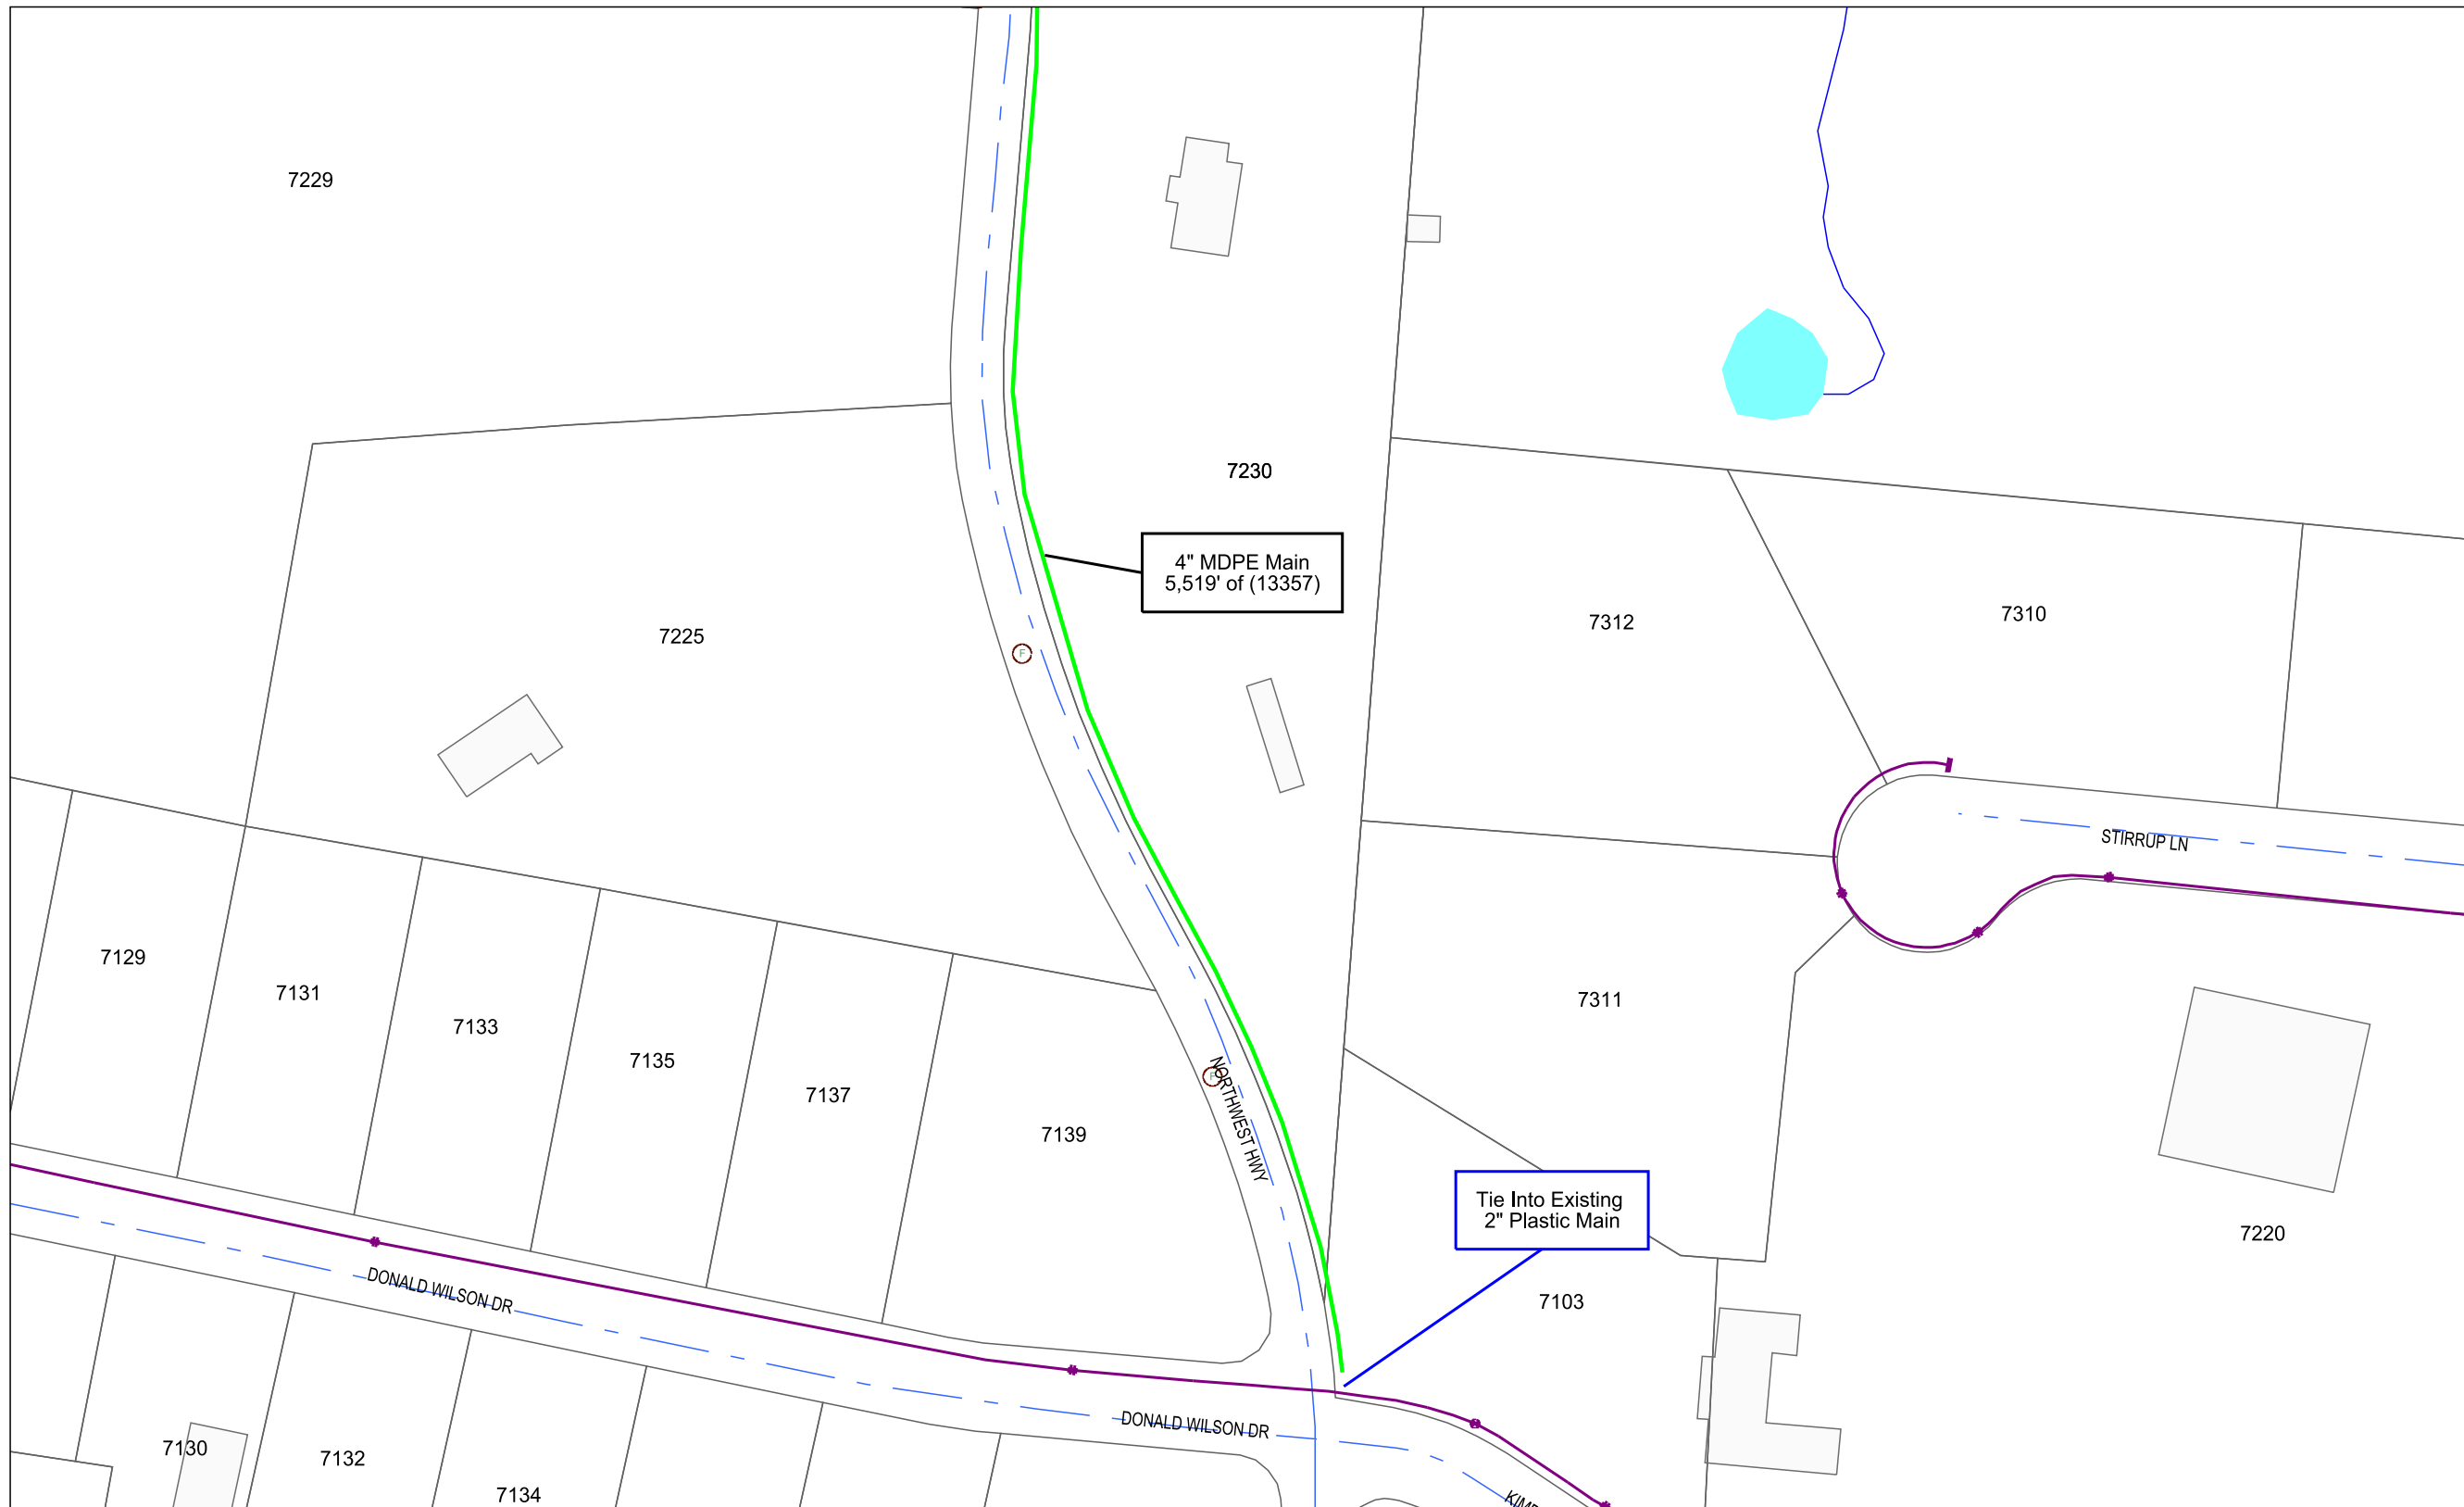 7229
7230
4" MDPE Main
5,519' of (13357)
7312
7310
7225
F
STIRRUP LN
7129
7131
7133
7135
7137
7139
7311
F
NORTHWEST HWY
Tie Into Existing
2" Plastic Main
7220
7103
DONALD WILSON DR
DONALD WILSON DR
7130
7132
7134